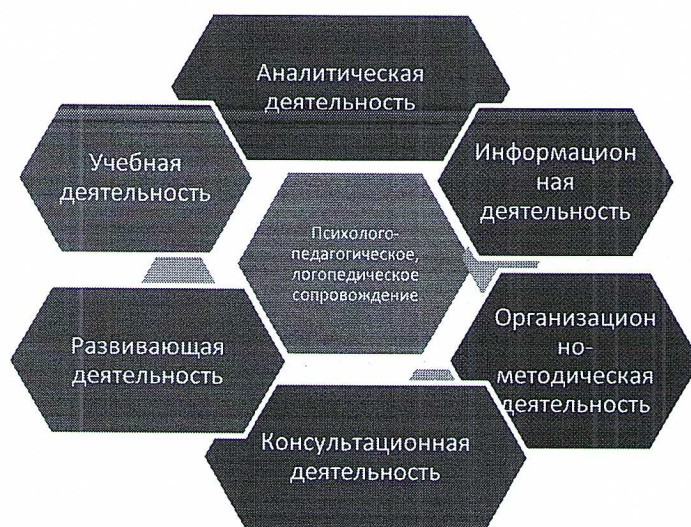 Аналитическая
деятельность
Учебная
деятельность
Информацион
ная
деятельность
Психолого-
педагогическое,
логопедическое
сопровождение
Развивающая
деятельность
Организацион
но-
методическая
деятельность
Консультационная
деятельность